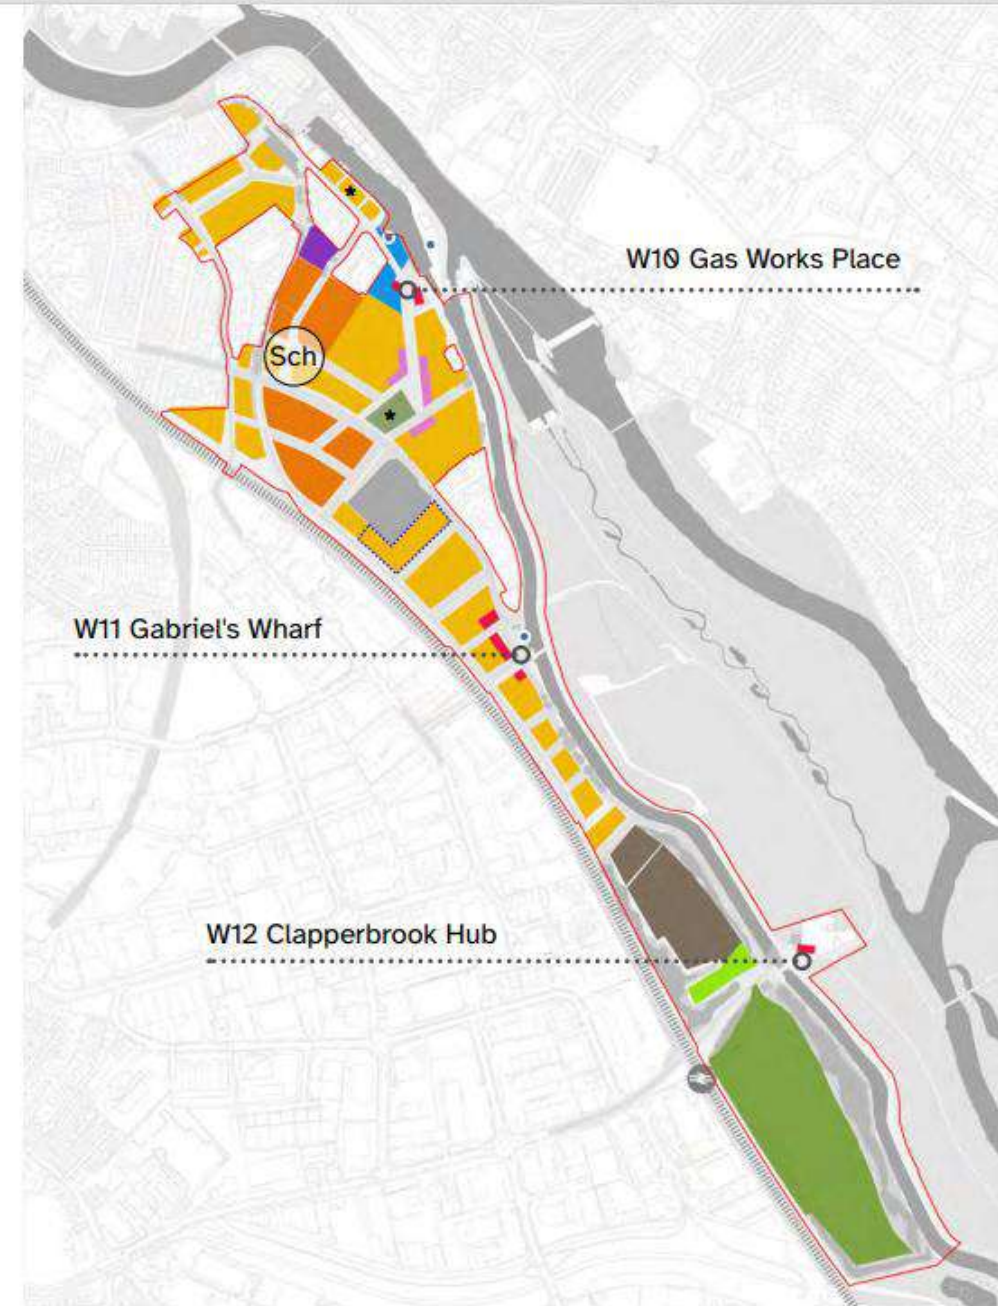 W10 Gas Works Place
Sch
*
*
W11 Gabriel's Wharf
W12 Clapperbrook Hub